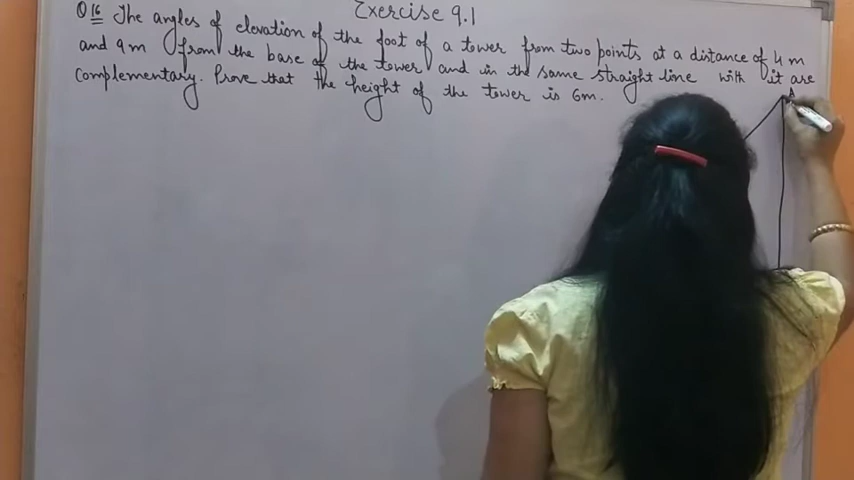 Exercise 9.1
Q 16 The angles of elevation of the foot of a tower from two points at a distance of 4 m
and 9 m from the base of the tower and in the same straight line with it are
complementary. Prove that the height of the tower is 6m.
A